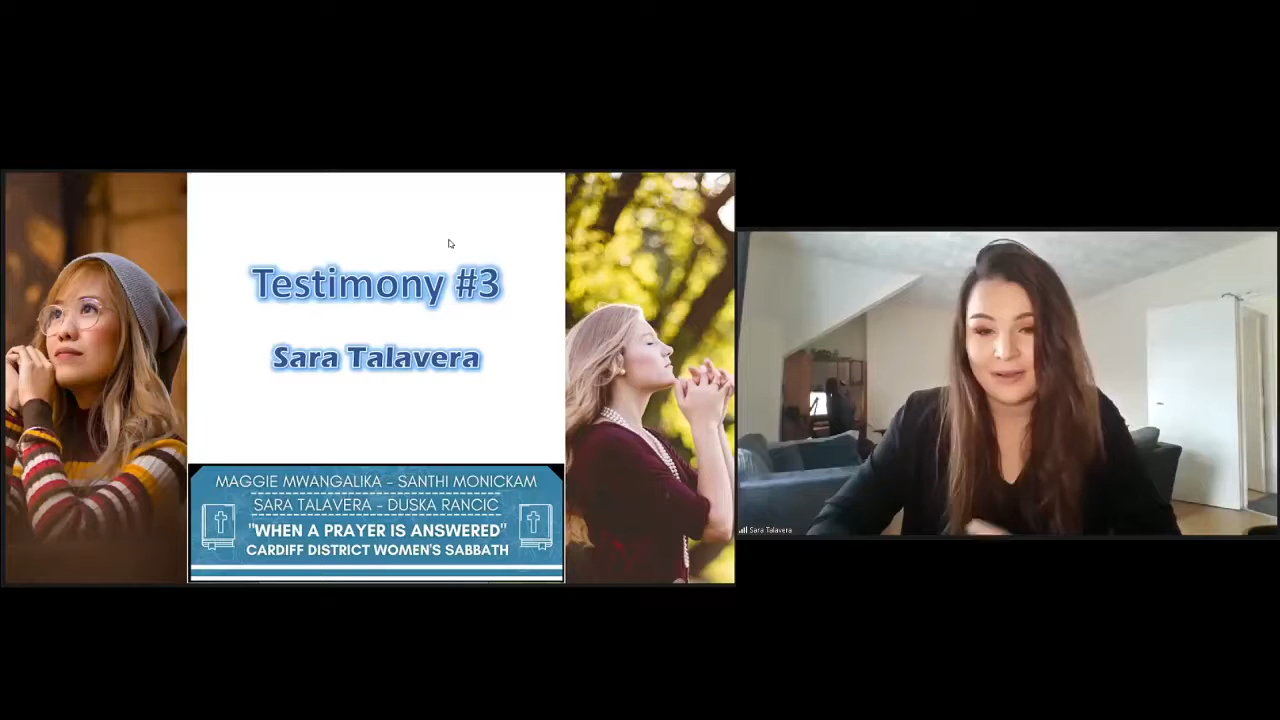 Testimony #3
Sara Talavera
MAGGIE MWANGALIKA - SANTHI MONICKAM
SARA TALAVERA - DUSKA RANCIC
"WHEN A PRAYER IS ANSWERED"
CARDIFF DISTRICT WOMEN'S SABBATH
Sara Talavera